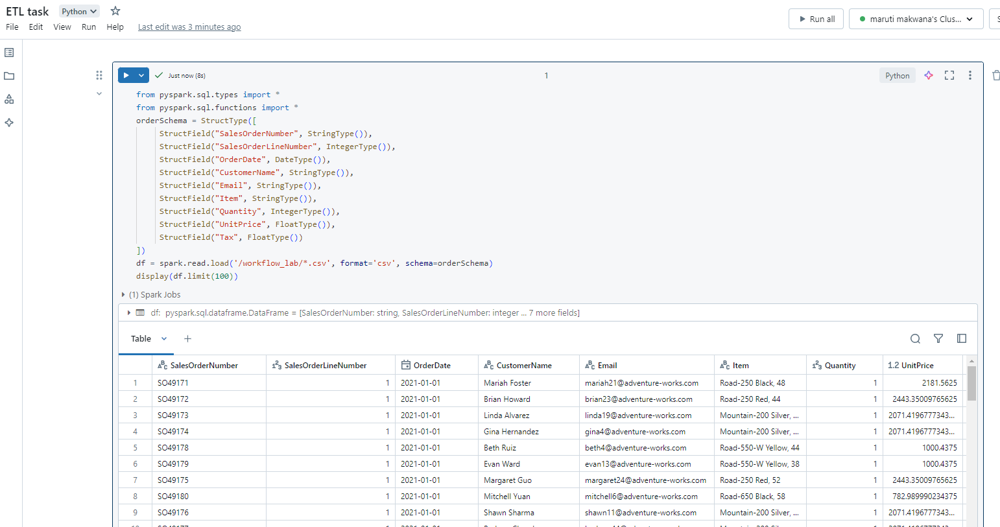 ETL task Python
File Edit View Run Help Last edit was 3 minutes ago
Run all maruti makwana's Clus...
Just now (8s) 1 Python
from pyspark.sql.types import *
from pyspark.sql.functions import *
orderSchema = StructType([
StructField("SalesOrderNumber", StringType()),
StructField("SalesOrderLineNumber", IntegerType()),
StructField("OrderDate", DateType()),
StructField("CustomerName", StringType()),
StructField("Email", StringType()),
StructField("Item", StringType()),
StructField("Quantity", IntegerType()),
StructField("UnitPrice", FloatType()),
StructField("Tax", FloatType())
])
df = spark.read.load('/workflow_lab/*.csv', format='csv', schema=orderSchema)
display(df.limit(100))
(1) Spark Jobs
df: pyspark.sql.dataframe.DataFrame = [SalesOrderNumber: string, SalesOrderLineNumber: integer ... 7 more fields]
Table
SalesOrderNumber SalesOrderLineNumber OrderDate CustomerName Email Item Quantity 1.2 UnitPrice
1 SO49171 1 2021-01-01 Mariah Foster mariah21@adventure-works.com Road-250 Black, 48 1 2181.5625
2 SO49172 1 2021-01-01 Brian Howard brian23@adventure-works.com Road-250 Red, 44 1 2443.35009765625
3 SO49173 1 2021-01-01 Linda Alvarez linda19@adventure-works.com Mountain-200 Silver, ... 1 2071.4196777343...
4 SO49174 1 2021-01-01 Gina Hernandez gina4@adventure-works.com Mountain-200 Silver, ... 1 2071.4196777343...
5 SO49178 1 2021-01-01 Beth Ruiz beth4@adventure-works.com Road-550-W Yellow, 44 1 1000.4375
6 SO49179 1 2021-01-01 Evan Ward evan13@adventure-works.com Road-550-W Yellow, 38 1 1000.4375
7 SO49175 1 2021-01-01 Margaret Guo margaret24@adventure-works.com Road-250 Red, 52 1 2443.35009765625
8 SO49180 1 2021-01-01 Mitchell Yuan mitchell6@adventure-works.com Road-650 Black, 58 1 782.989990234375
9 SO49176 1 2021-01-01 Shawn Sharma shawn11@adventure-works.com Mountain-200 Silver, ... 1 2071.4196777343...